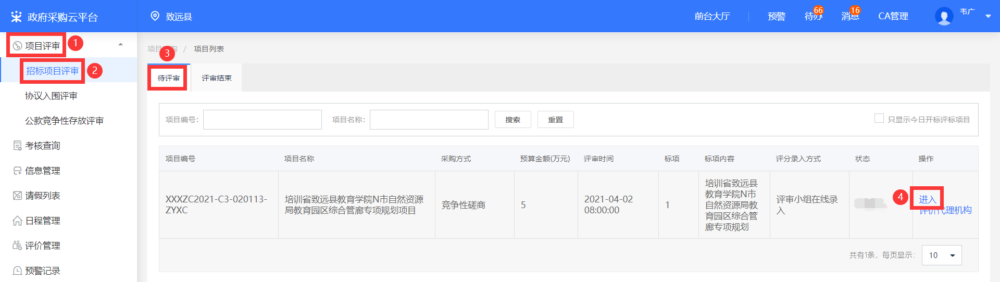 政府采购云平台
致远县
前台大厅
预警
待办
66
消息
16
CA管理
韦广
项目评审
1
招标项目评审
2
协议入围评审
公款竞争性存放评审
考核查询
信息管理
请假列表
日程管理
评价管理
预警记录
项目采购 / 项目列表
3
待评审
评审结束
项目编号：
项目名称：
搜索
重置
只显示今日开标评标项目
项目编号 项目名称 采购方式 预算金额(万元) 评审时间 标项 标项内容 评分录入方式 状态 操作
XXXZC2021-C3-020113-
ZYXC
培训省致远县教育学院N市自然资源
局教育园区综合管廊专项规划项目
竞争性磋商
5
2021-04-02
08:00:00
1
培训省致远县
教育学院N市
自然资源局教
育园区综合管
廊专项规划
评审小组在线录
入
4
进入
评价代理机构
共有1条，每页显示：
10